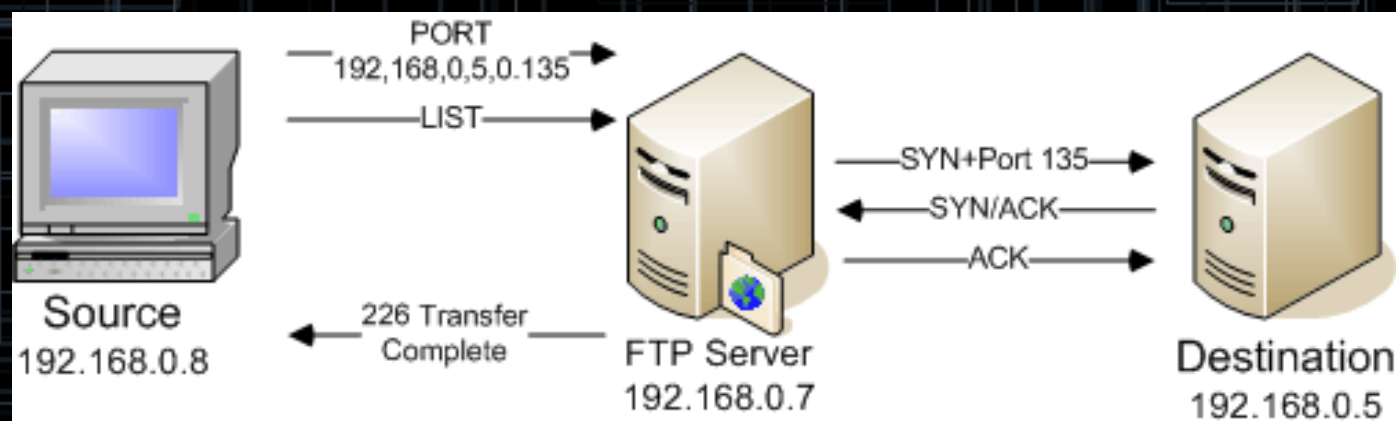 PORT
192,168,0,5,0.135
LIST
SYN+Port 135
SYN/ACK
ACK
226 Transfer
Complete
Source
192.168.0.8
FTP Server
192.168.0.7
Destination
192.168.0.5